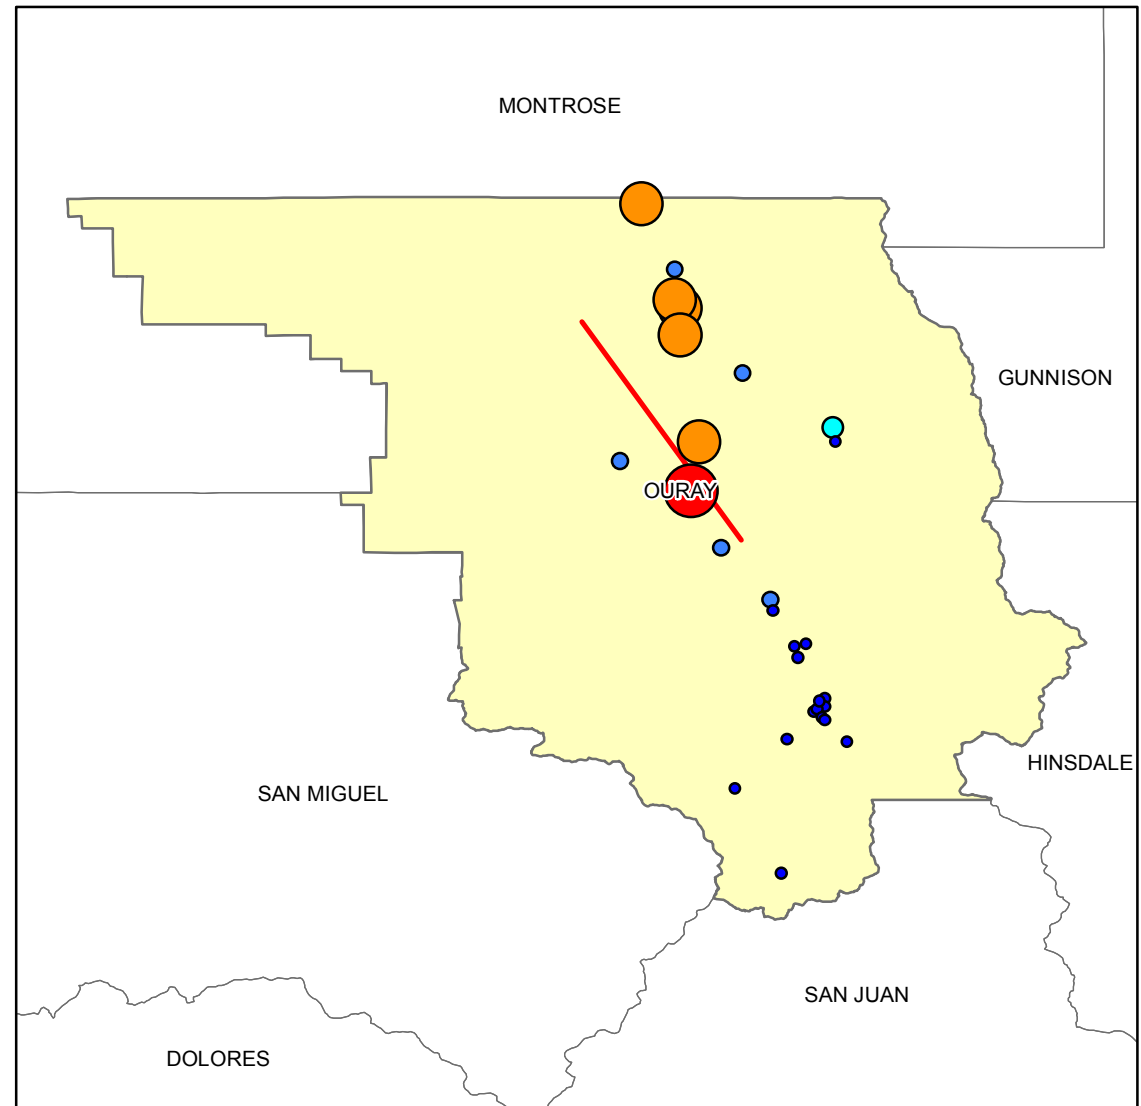 MONTROSE
GUNNISON
OURAY
HINSDALE
SAN MIGUEL
SAN JUAN
DOLORES